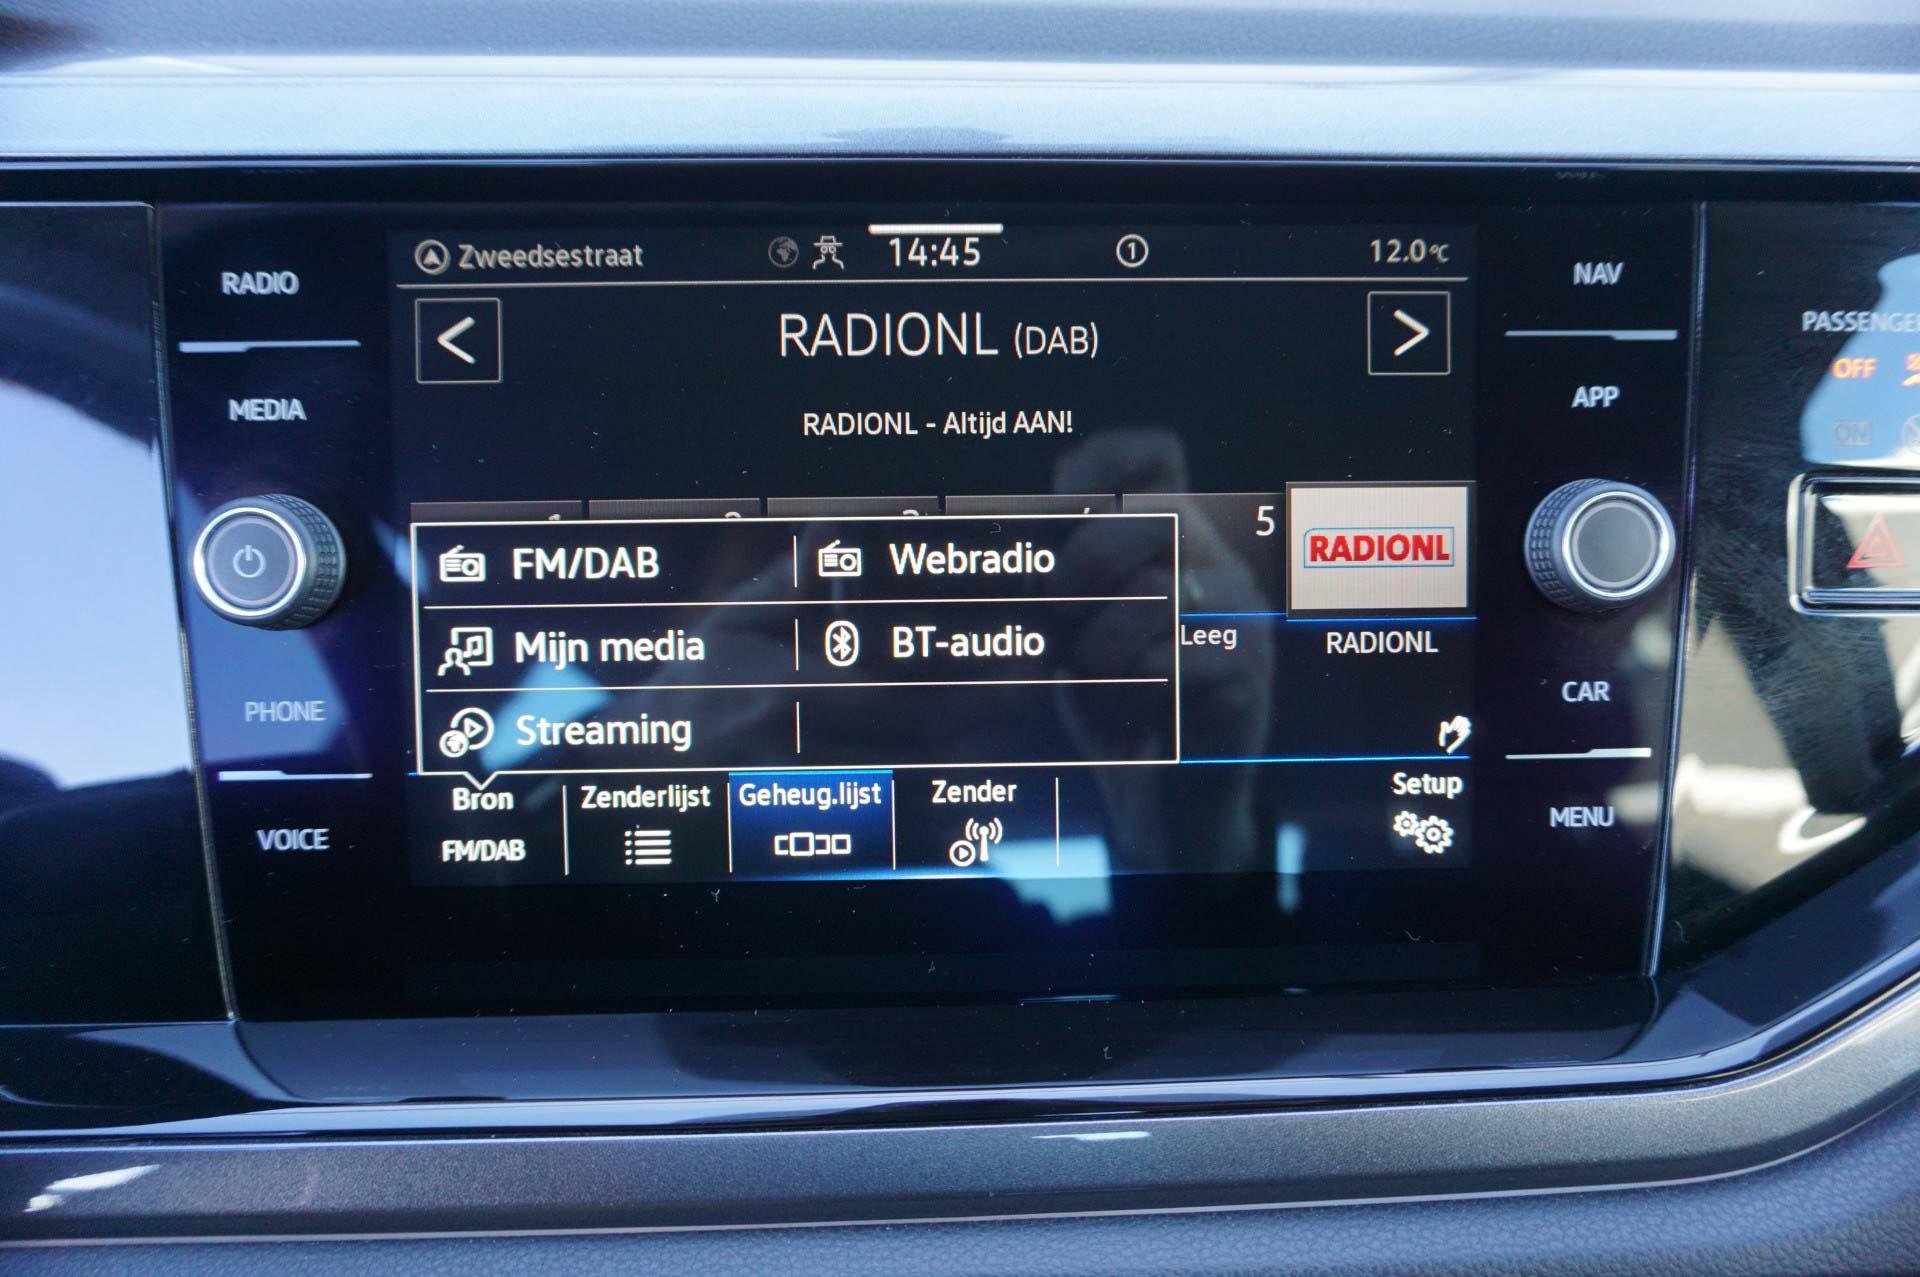 Zweedsestraat 14:45 1 12.0°C
RADIO
NAV
PASSENGE
OFF
ON
< RADIONL (DAB) >
MEDIA
APP
RADIONL - Altijd AAN!
5
RADIONL
FM/DAB Webradio
Mijn media BT-audio
Streaming
Leeg
RADIONL
PHONE
CAR
VOICE
MENU
Bron Zenderlijst Geheug.lijst Zender Setup
FM/DAB